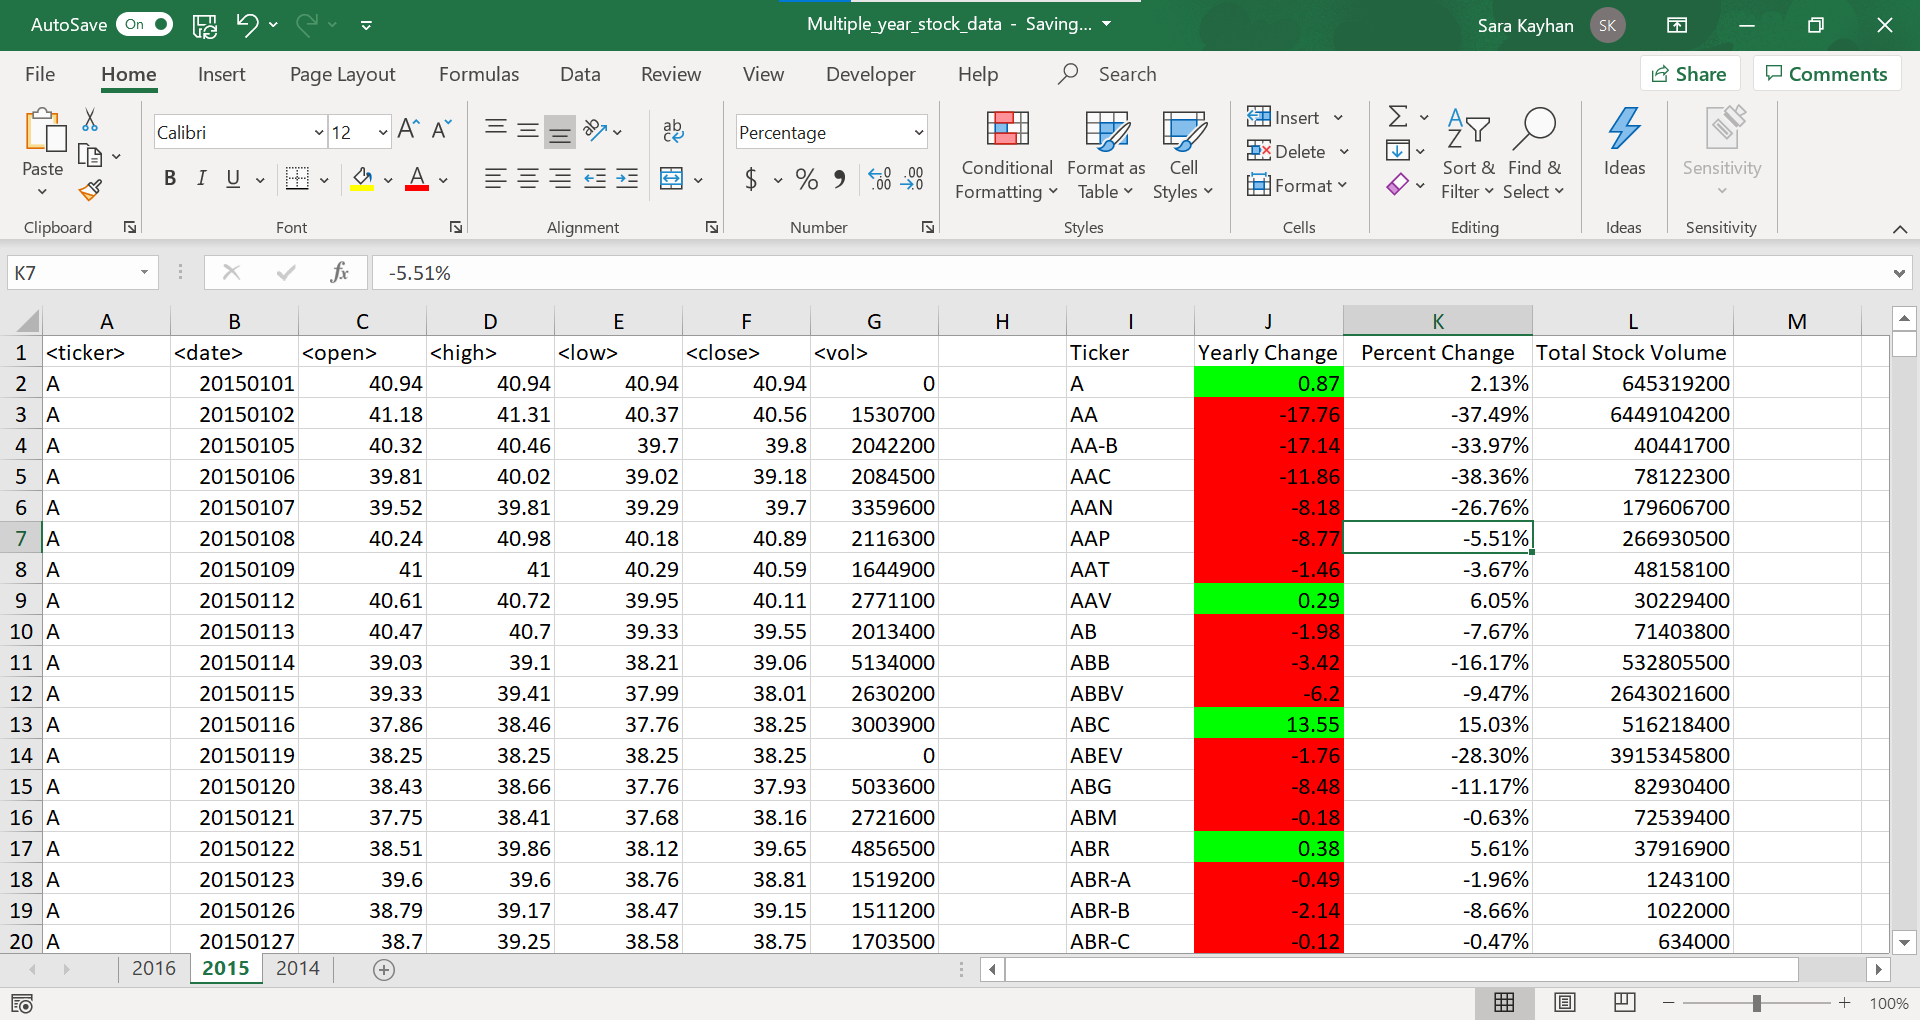 AutoSave On Multiple_year_stock_data - Saving... Sara Kayhan SK
File Home Insert Page Layout Formulas Data Review View Developer Help Search Share Comments
Calibri 12 Percentage Insert
Delete
Paste Conditional Format as Cell Sort & Find & Ideas Sensitivity
B I U $ % Formatting Table Styles Format Filter Select
Clipboard Font Alignment Number Styles Cells Editing Ideas Sensitivity
K7 fx -5.51%
A B C D E F G H I J K L M
1 <ticker> <date> <open> <high> <low> <close> <vol> Ticker Yearly Change Percent Change Total Stock Volume
2 A 20150101 40.94 40.94 40.94 40.94 0 A 0.87 2.13% 645319200
3 A 20150102 41.18 41.31 40.37 40.56 1530700 AA -17.76 -37.49% 6449104200
4 A 20150105 40.32 40.46 39.7 39.8 2042200 AA-B -17.14 -33.97% 40441700
5 A 20150106 39.81 40.02 39.02 39.18 2084500 AAC -11.86 -38.36% 78122300
6 A 20150107 39.52 39.81 39.29 39.7 3359600 AAN -8.18 -26.76% 179606700
7 A 20150108 40.24 40.98 40.18 40.89 2116300 AAP -8.77 -5.51% 266930500
8 A 20150109 41 41 40.29 40.59 1644900 AAT -1.46 -3.67% 48158100
9 A 20150112 40.61 40.72 39.95 40.11 2771100 AAV 0.29 6.05% 30229400
10 A 20150113 40.47 40.7 39.33 39.55 2013400 AB -1.98 -7.67% 71403800
11 A 20150114 39.03 39.1 38.21 39.06 5134000 ABB -3.42 -16.17% 532805500
12 A 20150115 39.33 39.41 37.99 38.01 2630200 ABBV -6.2 -9.47% 2643021600
13 A 20150116 37.86 38.46 37.76 38.25 3003900 ABC 13.55 15.03% 516218400
14 A 20150119 38.25 38.25 38.25 38.25 0 ABEV -1.76 -28.30% 3915345800
15 A 20150120 38.43 38.66 37.76 37.93 5033600 ABG -8.48 -11.17% 82930400
16 A 20150121 37.75 38.41 37.68 38.16 2721600 ABM -0.18 -0.63% 72539400
17 A 20150122 38.51 39.86 38.12 39.65 4856500 ABR 0.38 5.61% 37916900
18 A 20150123 39.6 39.6 38.76 38.81 1519200 ABR-A -0.49 -1.96% 1243100
19 A 20150126 38.79 39.17 38.47 39.15 1511200 ABR-B -2.14 -8.66% 1022000
20 A 20150127 38.7 39.25 38.58 38.75 1703500 ABR-C -0.12 -0.47% 634000
2016 2015 2014
100%